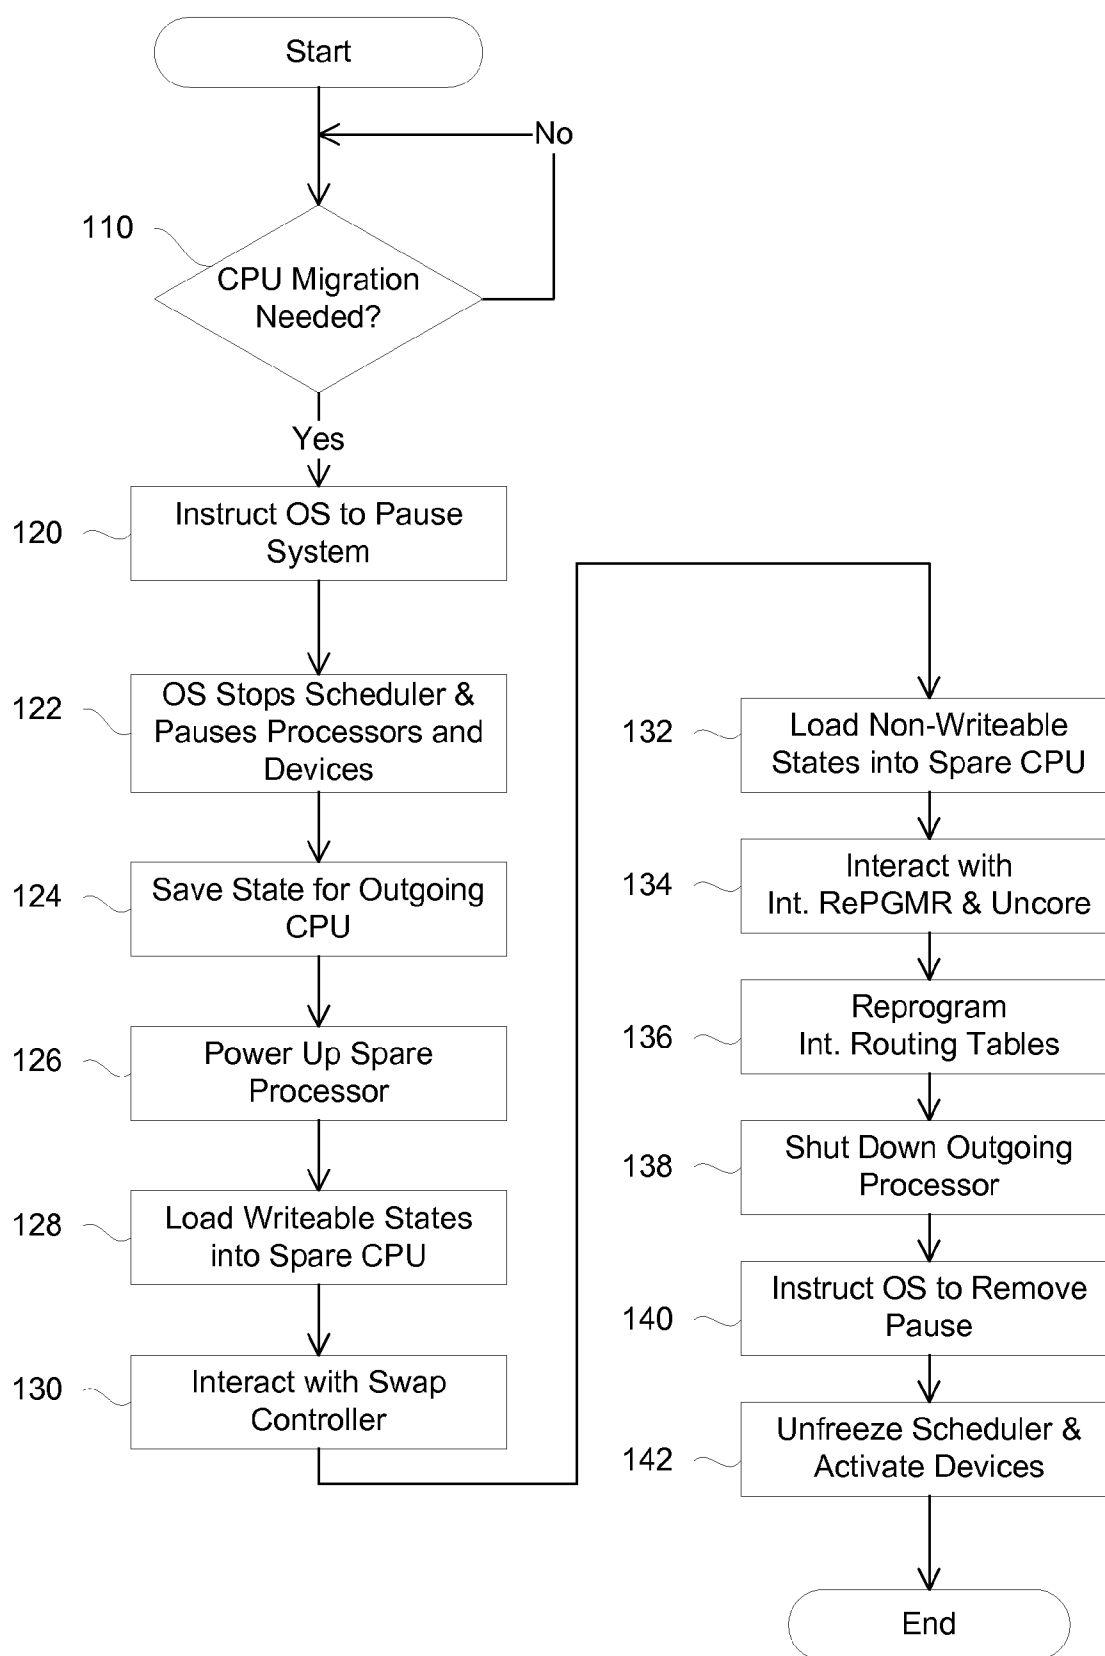 Start
No
110
CPU Migration
Needed?
Yes
120
Instruct OS to Pause
System
122
OS Stops Scheduler &
Pauses Processors and
Devices
124
Save State for Outgoing
CPU
126
Power Up Spare
Processor
128
Load Writeable States
into Spare CPU
130
Interact with Swap
Controller
132
Load Non-Writeable
States into Spare CPU
134
Interact with
Int. RePGMR & Uncore
136
Reprogram
Int. Routing Tables
138
Shut Down Outgoing
Processor
140
Instruct OS to Remove
Pause
142
Unfreeze Scheduler &
Activate Devices
End